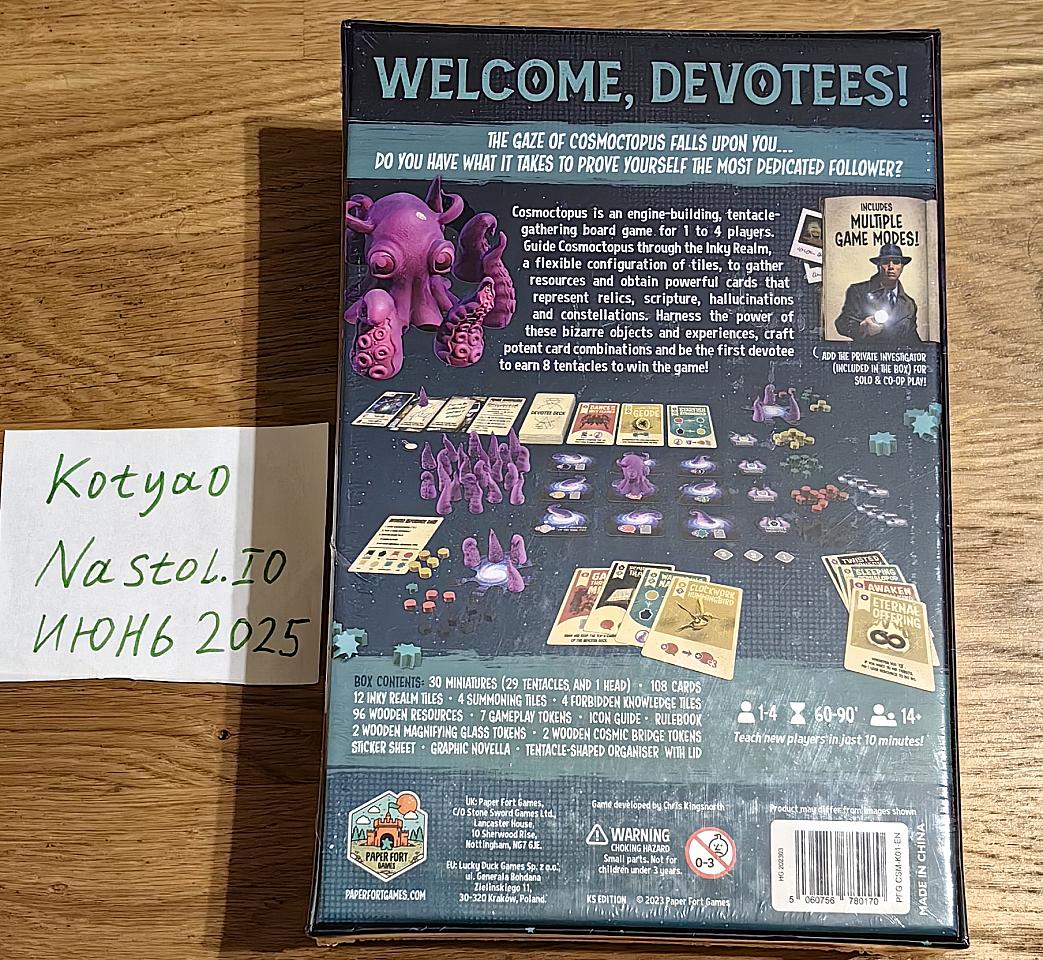 WELCOME, DEVOTEES!
THE GAZE OF COSMOCTOPUS FALLS UPON YOU...
DO YOU HAVE WHAT IT TAKES TO PROVE YOURSELF THE MOST DEDICATED FOLLOWER?
Cosmoctopus is an engine-building, tentacle-
gathering board game for 1 to 4 players.
Guide Cosmoctopus through the Inky Realm,
a flexible configuration of tiles, to gather
resources and obtain powerful cards that
represent relics, scripture, hallucinations
and constellations. Harness the power of
these bizarre objects and experiences, craft
potent card combinations and be the first devotee
to earn 8 tentacles to win the game!
INCLUDES
MULTIPLE
GAME MODES!
ADD THE PRIVATE INVESTIGATOR
(INCLUDED IN THE BOX) FOR
SOLO & CO-OP PLAY!
DEVOTEE DECK
GEODE
CLOCKWORK
HUMMINGBIRD
TWISTED
SLEEPING
AWAKEN
ETERNAL
OFFERING
Kotyao
Nastol.IO
ИЮНЬ 2025
BOX CONTENTS: 30 MINIATURES (29 TENTACLES AND 1 HEAD) • 108 CARDS
12 INKY REALM TILES • 4 SUMMONING TILES • 4 FORBIDDEN KNOWLEDGE TILES
96 WOODEN RESOURCES • 7 GAMEPLAY TOKENS • ICON GUIDE • RULEBOOK
2 WOODEN MAGNIFYING GLASS TOKENS • 2 WOODEN COSMIC BRIDGE TOKENS
STICKER SHEET • GRAPHIC NOVELLA • TENTACLE-SHAPED ORGANISER WITH LID
1-4 60-90' 14+
Teach new players in just 10 minutes!
PAPER FORT
GAMES
PAPERFORTGAMES.COM
UK: Paper Fort Games,
C/O Stone Sword Games Ltd.,
Lancaster House,
10 Sherwood Rise,
Nottingham, NG7 6JE.
EU: Lucky Duck Games Sp. z o.o.,
ul. Generała Bohdana
Zielińskiego 11,
30-320 Kraków, Poland.
Game developed by Chris Kingsnorth
WARNING
CHOKING HAZARD
Small parts. Not for
children under 3 years.
0-3
KS EDITION © 2023 Paper Fort Games
Product may differ from images shown
HG 202303
5 060756 780170
PFG CSM-K01-EN
MADE IN CHINA